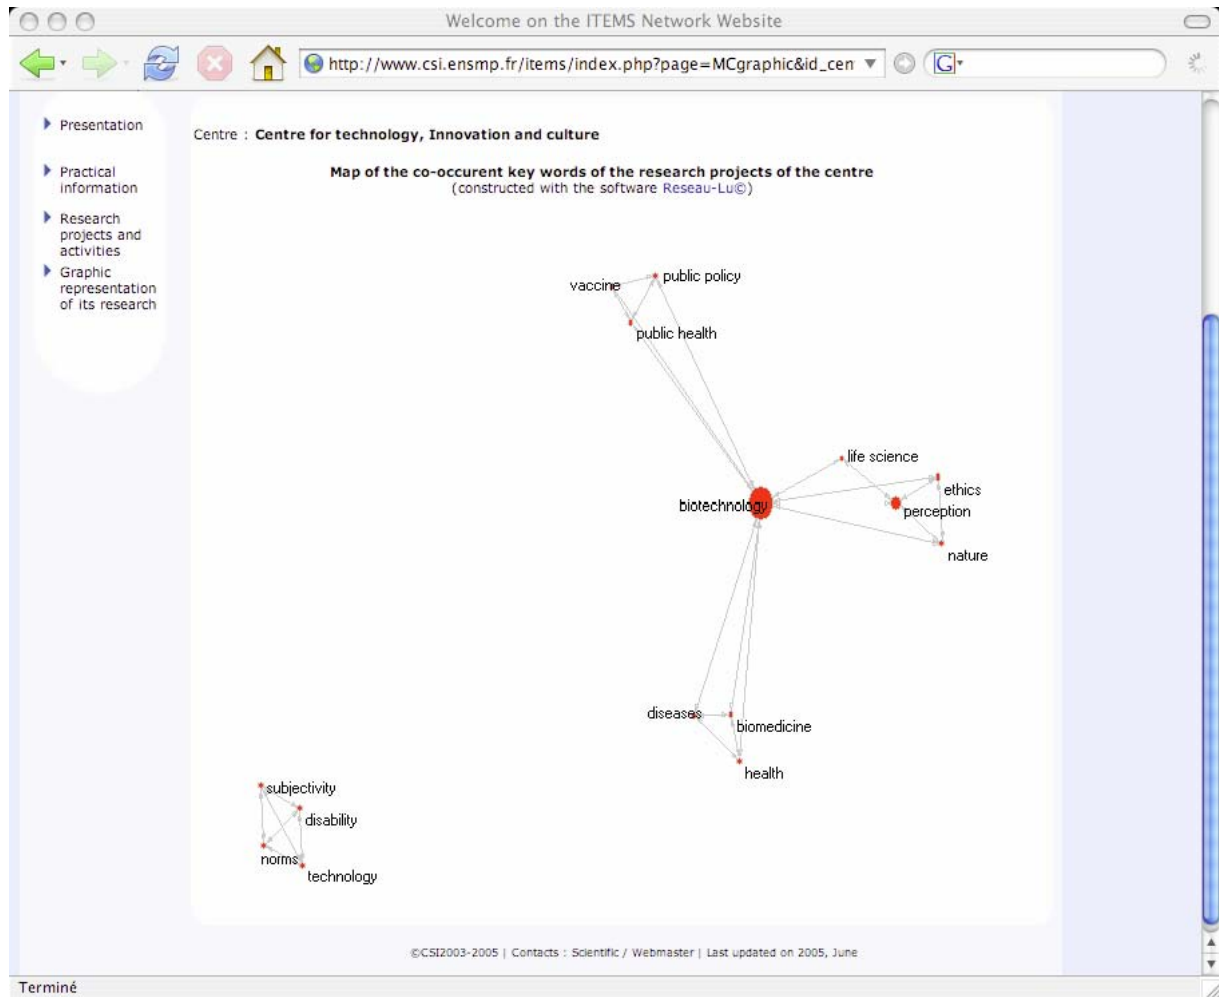 Welcome on the ITEMS Network Website
http://www.csi.ensmp.fr/items/index.php?page=MCgraphic&id_cen
G
Presentation
Practical
information
Research
projects and
activities
Graphic
representation
of its research
Centre : Centre for technology, Innovation and culture
Map of the co-occurent key words of the research projects of the centre
(constructed with the software Reseau-Lu©)
public policy
vaccine
public health
life science
ethics
biotechnology
perception
nature
diseases
biomedicine
health
subjectivity
disability
norms
technology
©CSI2003-2005 | Contacts : Scientific / Webmaster | Last updated on 2005, June
Terminé